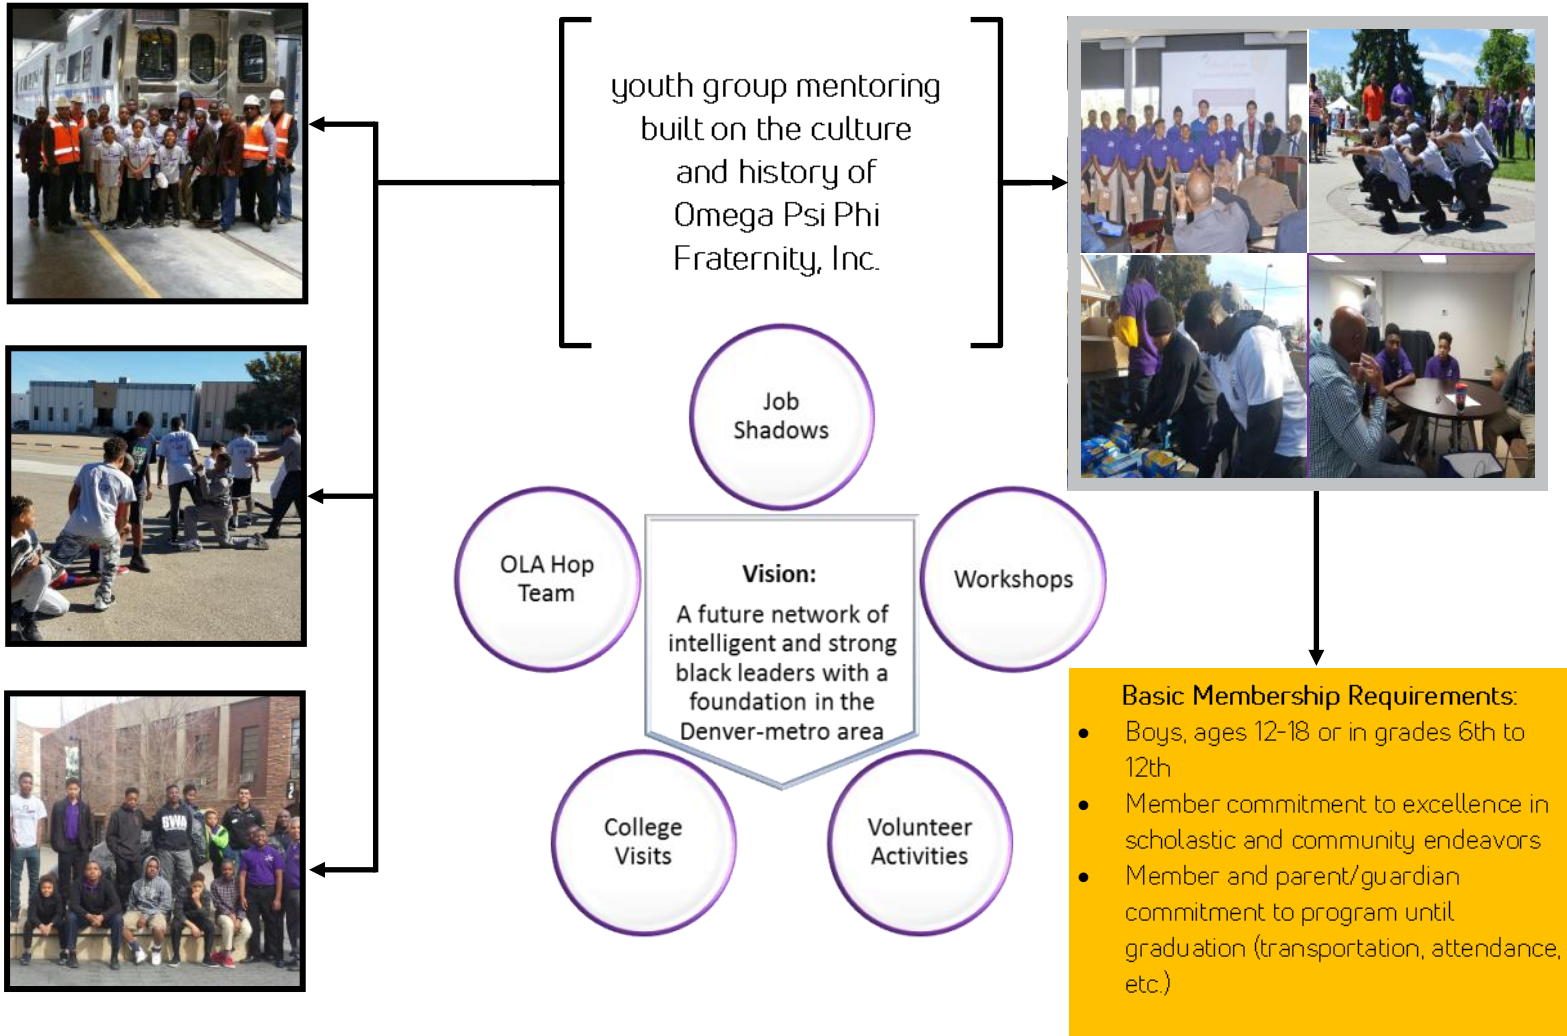 youth group mentoring
built on the culture
and history of
Omega Psi Phi
Fraternity, Inc.
Job
Shadows
OLA Hop
Team
Workshops
Vision:
A future network of
intelligent and strong
black leaders with a
foundation in the
Denver-metro area
College
Visits
Volunteer
Activities
Basic Membership Requirements:
• Boys, ages 12-18 or in grades 6th to
12th
• Member commitment to excellence in
scholastic and community endeavors
• Member and parent/guardian
commitment to program until
graduation (transportation, attendance,
etc.)
BWA